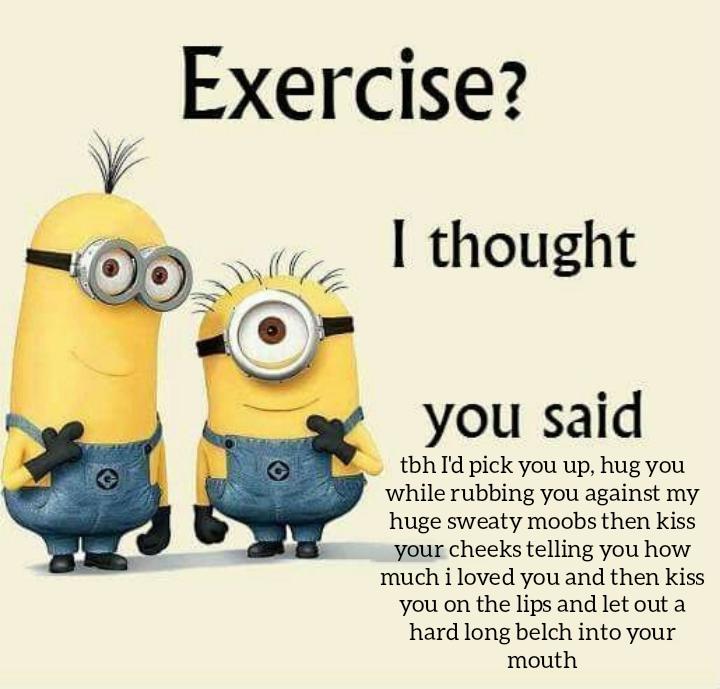 Exercise?
I thought
you said
tbh I'd pick you up, hug you
while rubbing you against my
huge sweaty moobs then kiss
your cheeks telling you how
much i loved you and then kiss
you on the lips and let out a
hard long belch into your
mouth